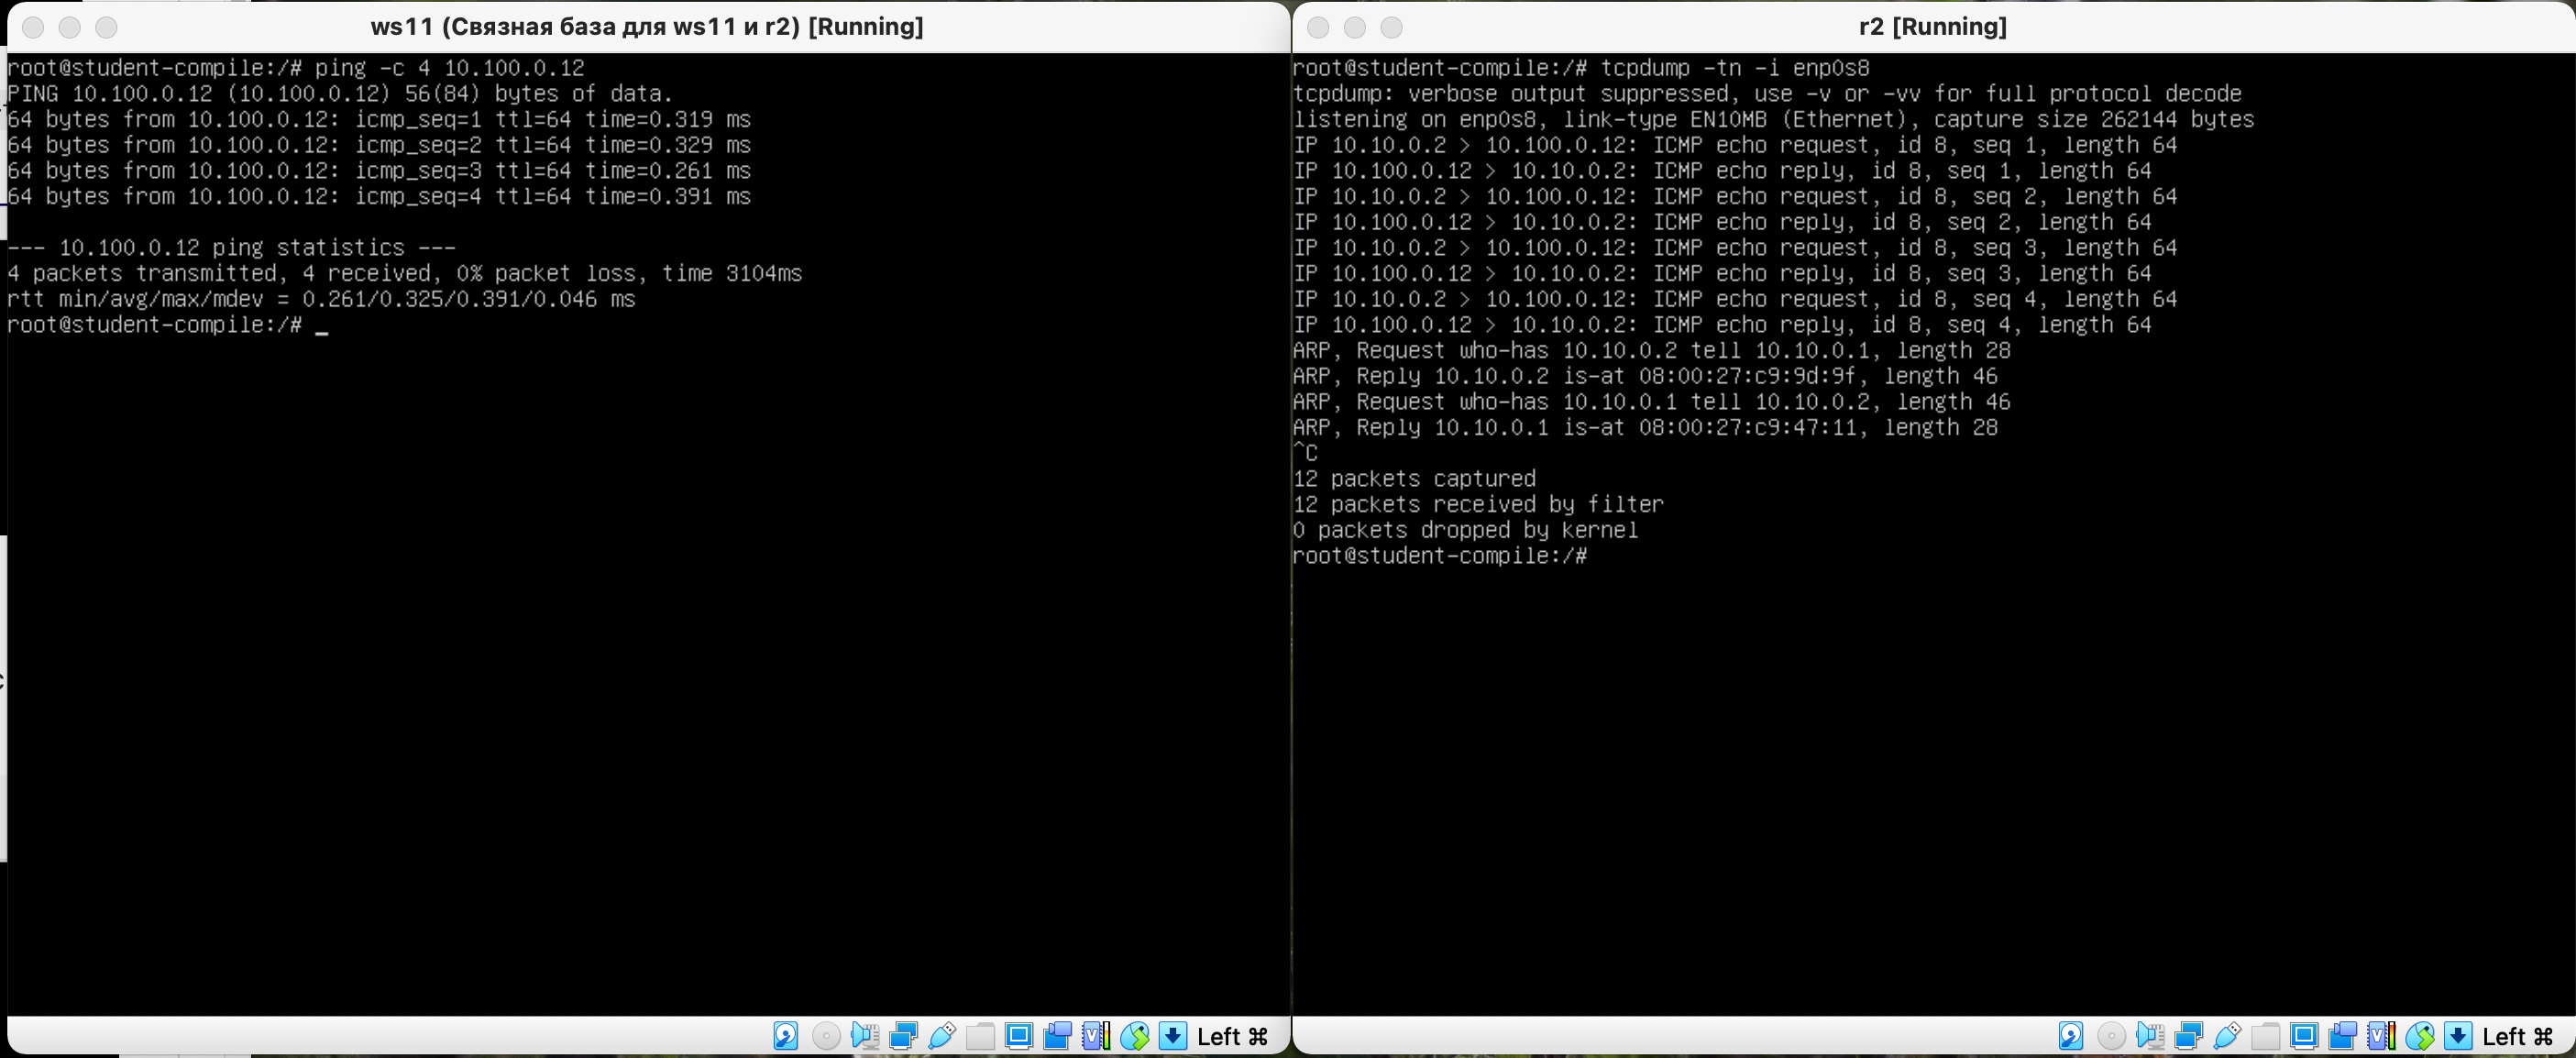 ws11 (Связная база для ws11 и r2) [Running]
root@student-compile:/# ping -c 4 10.100.0.12
PING 10.100.0.12 (10.100.0.12) 56(84) bytes of data.
64 bytes from 10.100.0.12: icmp_seq=1 ttl=64 time=0.319 ms
64 bytes from 10.100.0.12: icmp_seq=2 ttl=64 time=0.329 ms
64 bytes from 10.100.0.12: icmp_seq=3 ttl=64 time=0.261 ms
64 bytes from 10.100.0.12: icmp_seq=4 ttl=64 time=0.391 ms
--- 10.100.0.12 ping statistics ---
4 packets transmitted, 4 received, 0% packet loss, time 3104ms
rtt min/avg/max/mdev = 0.261/0.325/0.391/0.046 ms
root@student-compile:/# _
Left ⌘
r2 [Running]
root@student-compile:/# tcpdump -tn -i enp0s8
tcpdump: verbose output suppressed, use -v or -vv for full protocol decode
listening on enp0s8, link-type EN10MB (Ethernet), capture size 262144 bytes
IP 10.10.0.2 > 10.100.0.12: ICMP echo request, id 8, seq 1, length 64
IP 10.100.0.12 > 10.10.0.2: ICMP echo reply, id 8, seq 1, length 64
IP 10.10.0.2 > 10.100.0.12: ICMP echo request, id 8, seq 2, length 64
IP 10.100.0.12 > 10.10.0.2: ICMP echo reply, id 8, seq 2, length 64
IP 10.10.0.2 > 10.100.0.12: ICMP echo request, id 8, seq 3, length 64
IP 10.100.0.12 > 10.10.0.2: ICMP echo reply, id 8, seq 3, length 64
IP 10.10.0.2 > 10.100.0.12: ICMP echo request, id 8, seq 4, length 64
IP 10.100.0.12 > 10.10.0.2: ICMP echo reply, id 8, seq 4, length 64
ARP, Request who-has 10.10.0.2 tell 10.10.0.1, length 28
ARP, Reply 10.10.0.2 is-at 08:00:27:c9:9d:9f, length 46
ARP, Request who-has 10.10.0.1 tell 10.10.0.2, length 46
ARP, Reply 10.10.0.1 is-at 08:00:27:c9:47:11, length 28
^C
12 packets captured
12 packets received by filter
0 packets dropped by kernel
root@student-compile:/#
Left ⌘